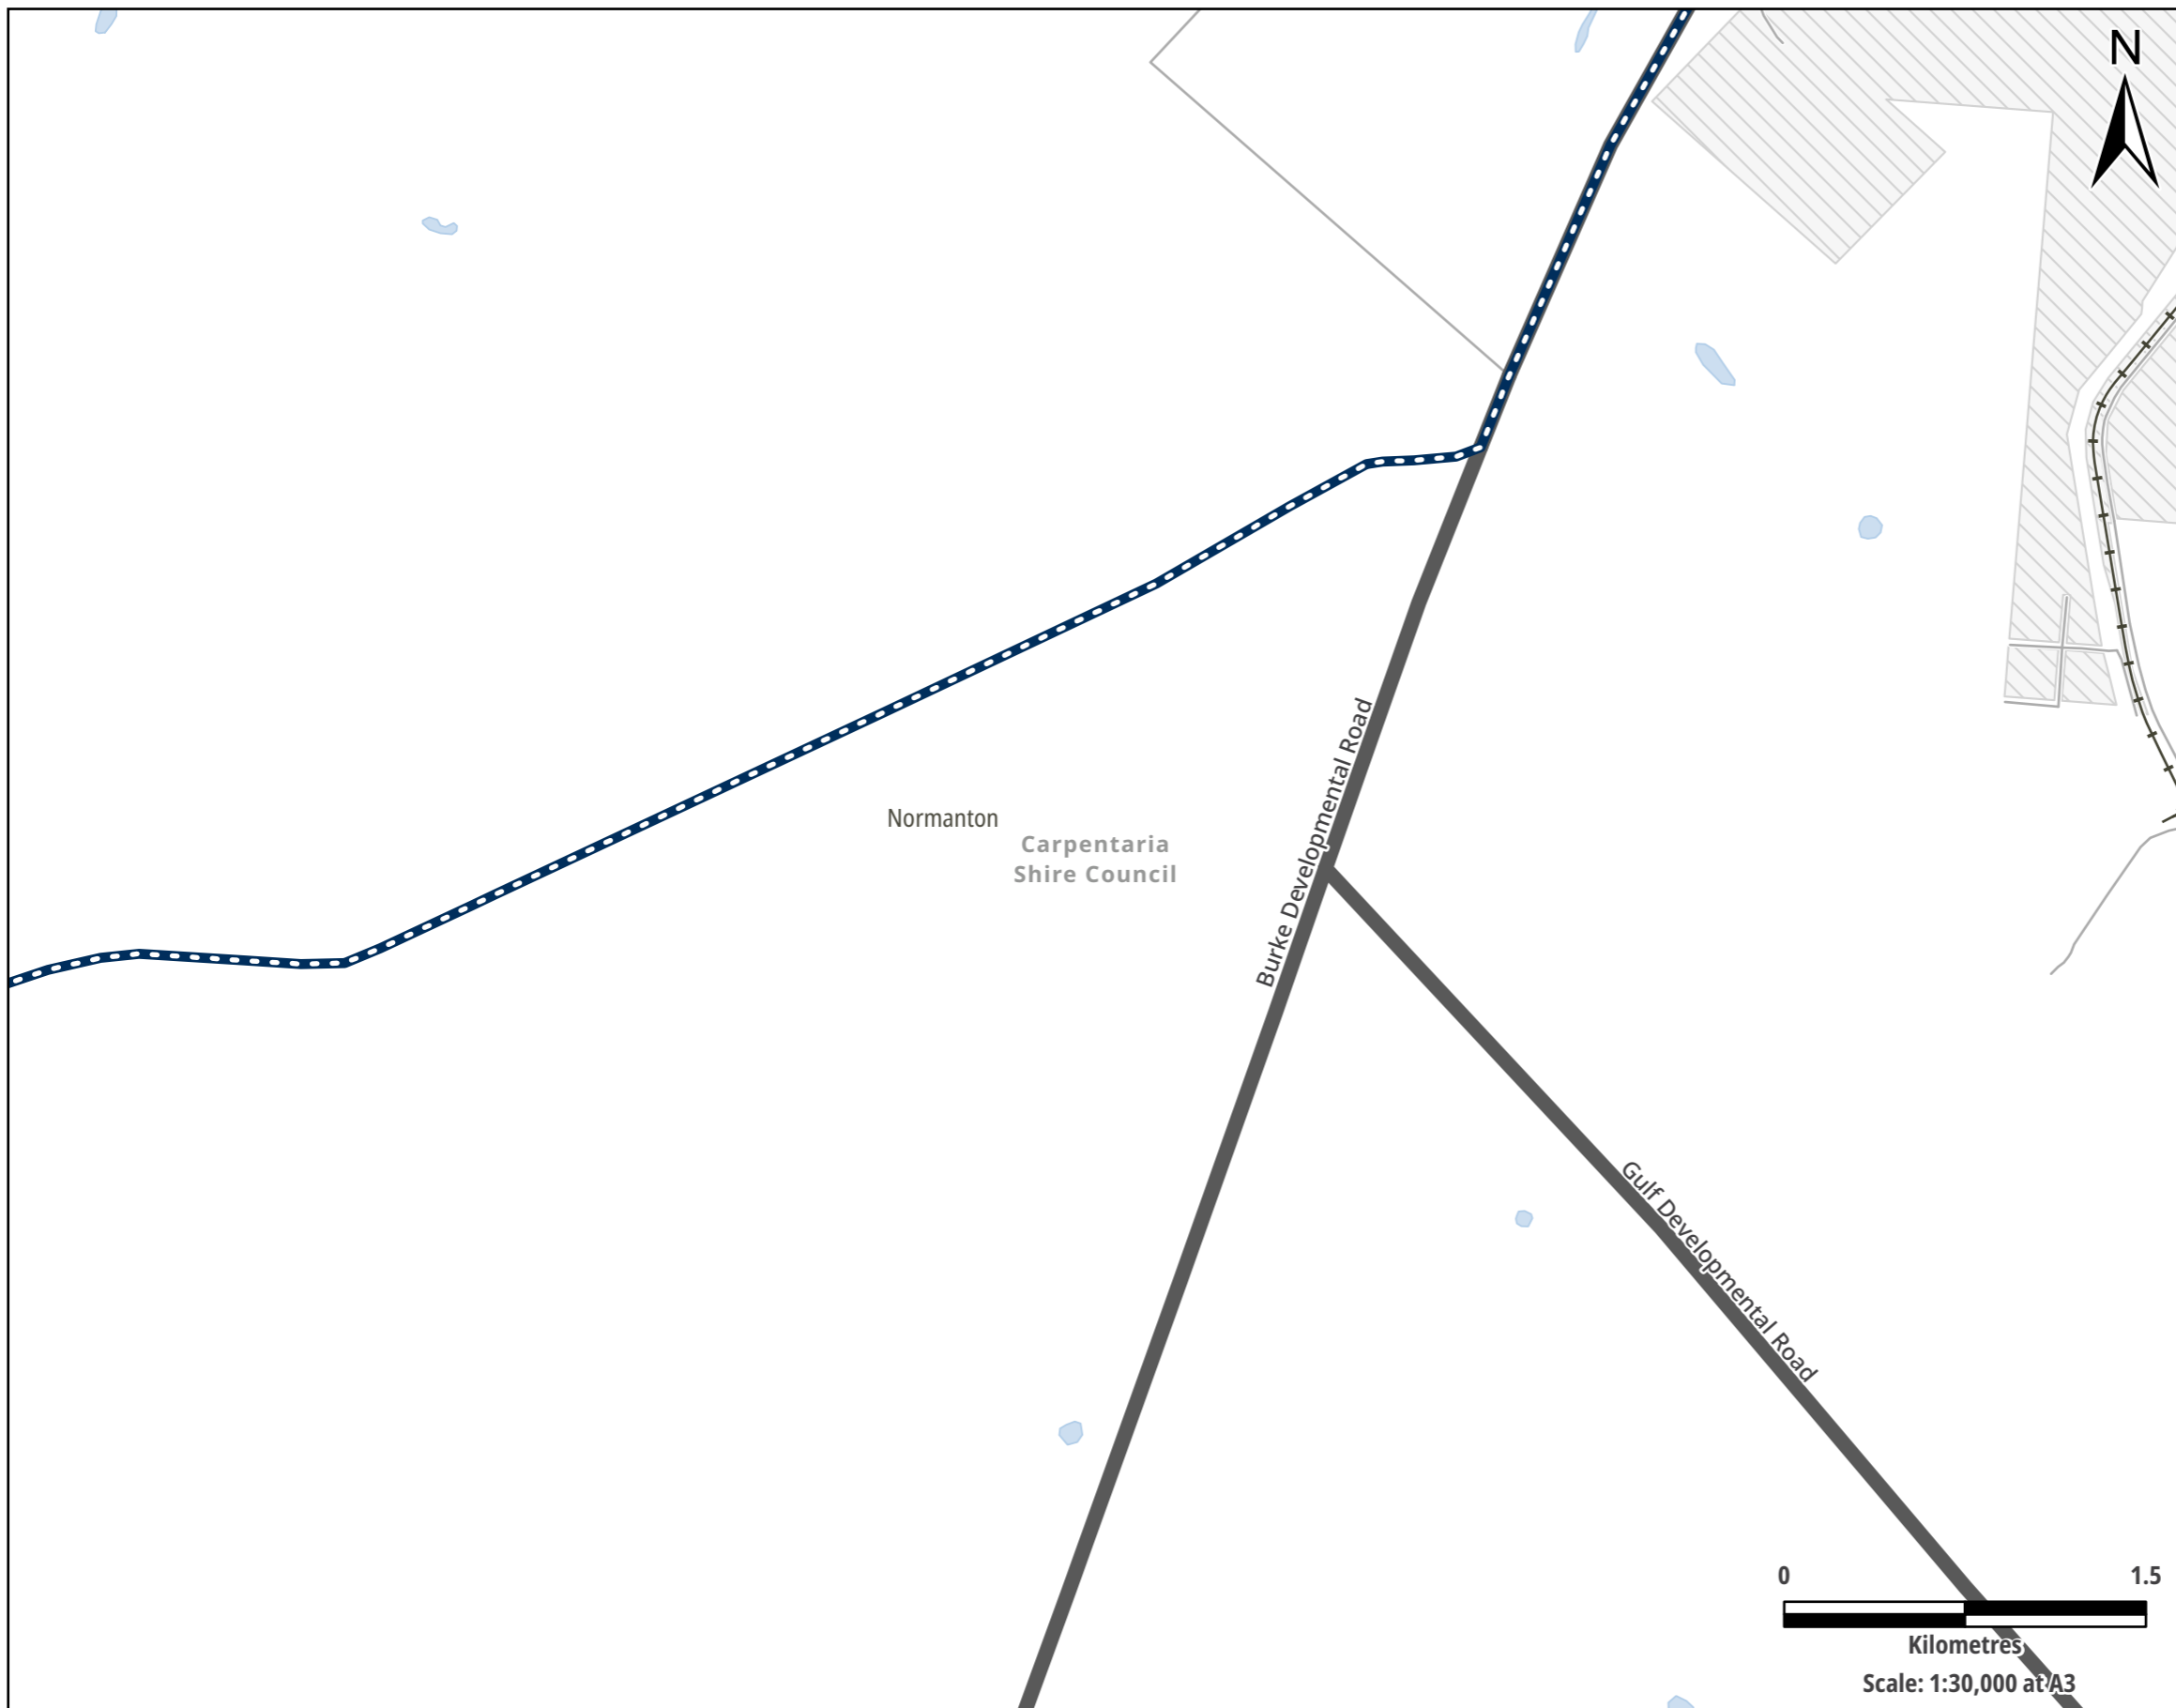 N
Burke Developmental Road
Normanton
Carpentaria
Shire Council
Gulf Developmental Road
0 1.5
Kilometres
Scale: 1:30,000 at A3